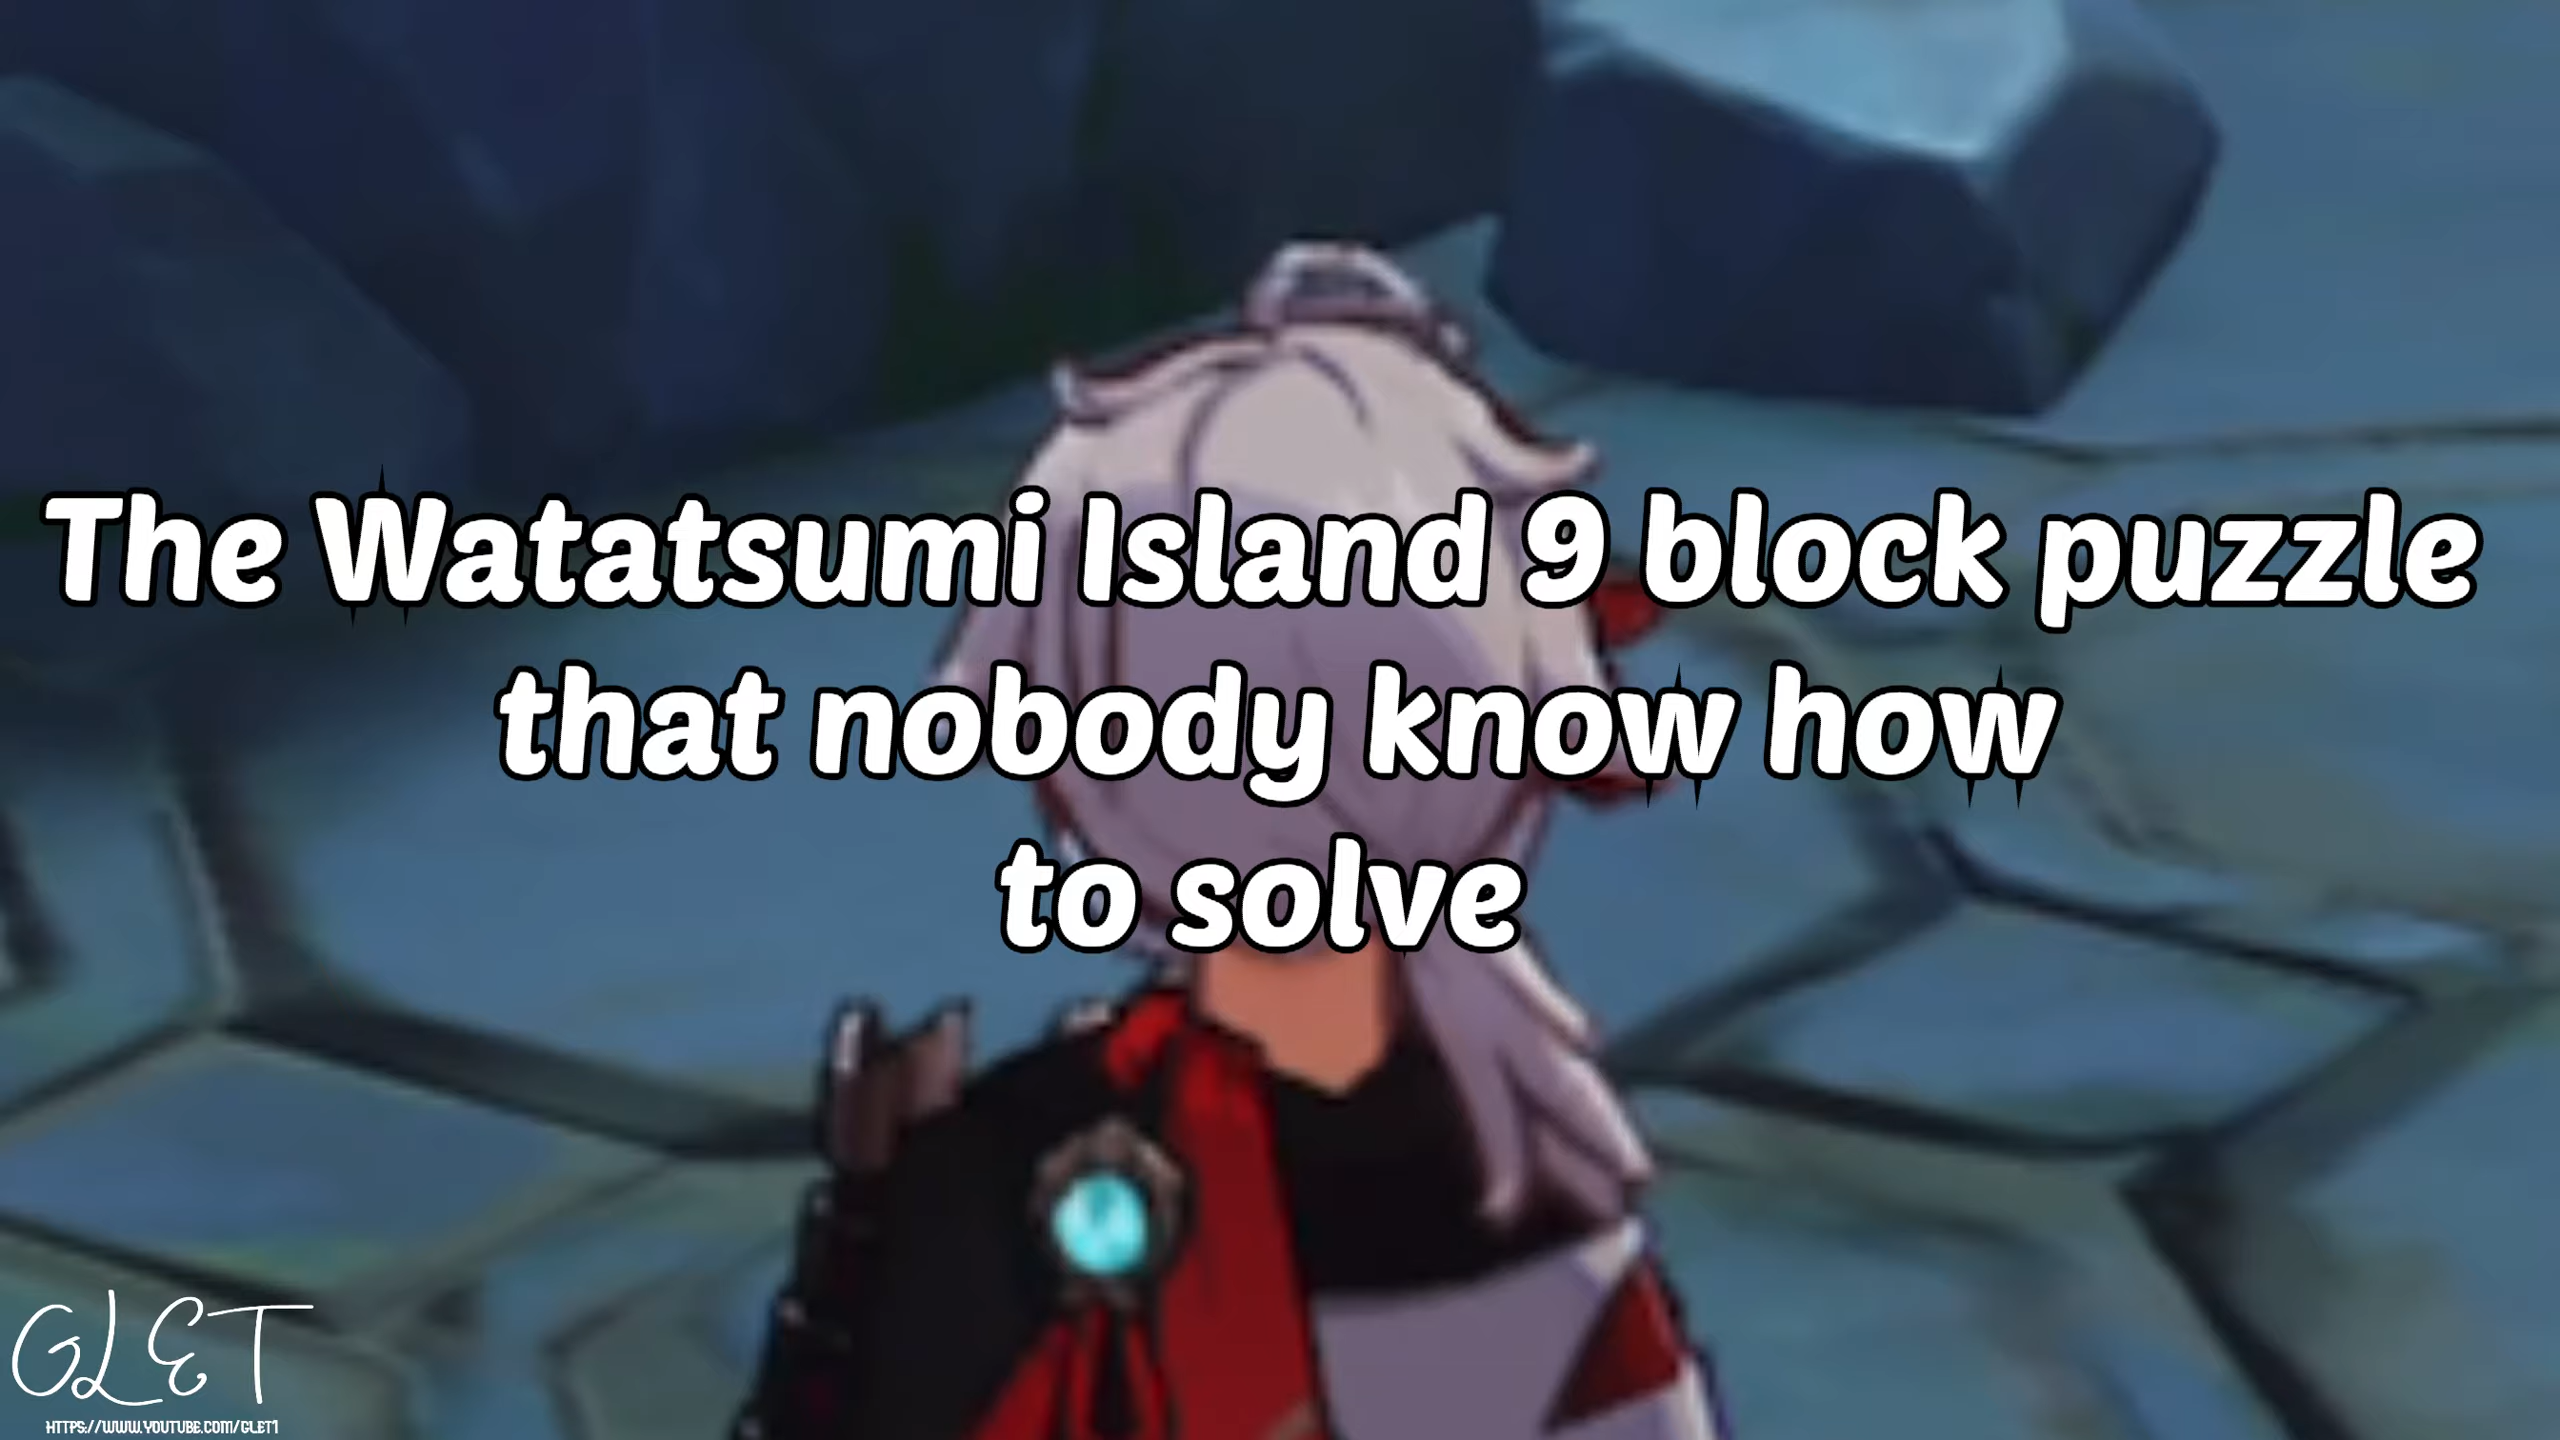 The Watatsumi Island 9 block puzzle
that nobody know how
to solve
GLET
HTTPS://WWW.YOUTUBE.COM/GLET1